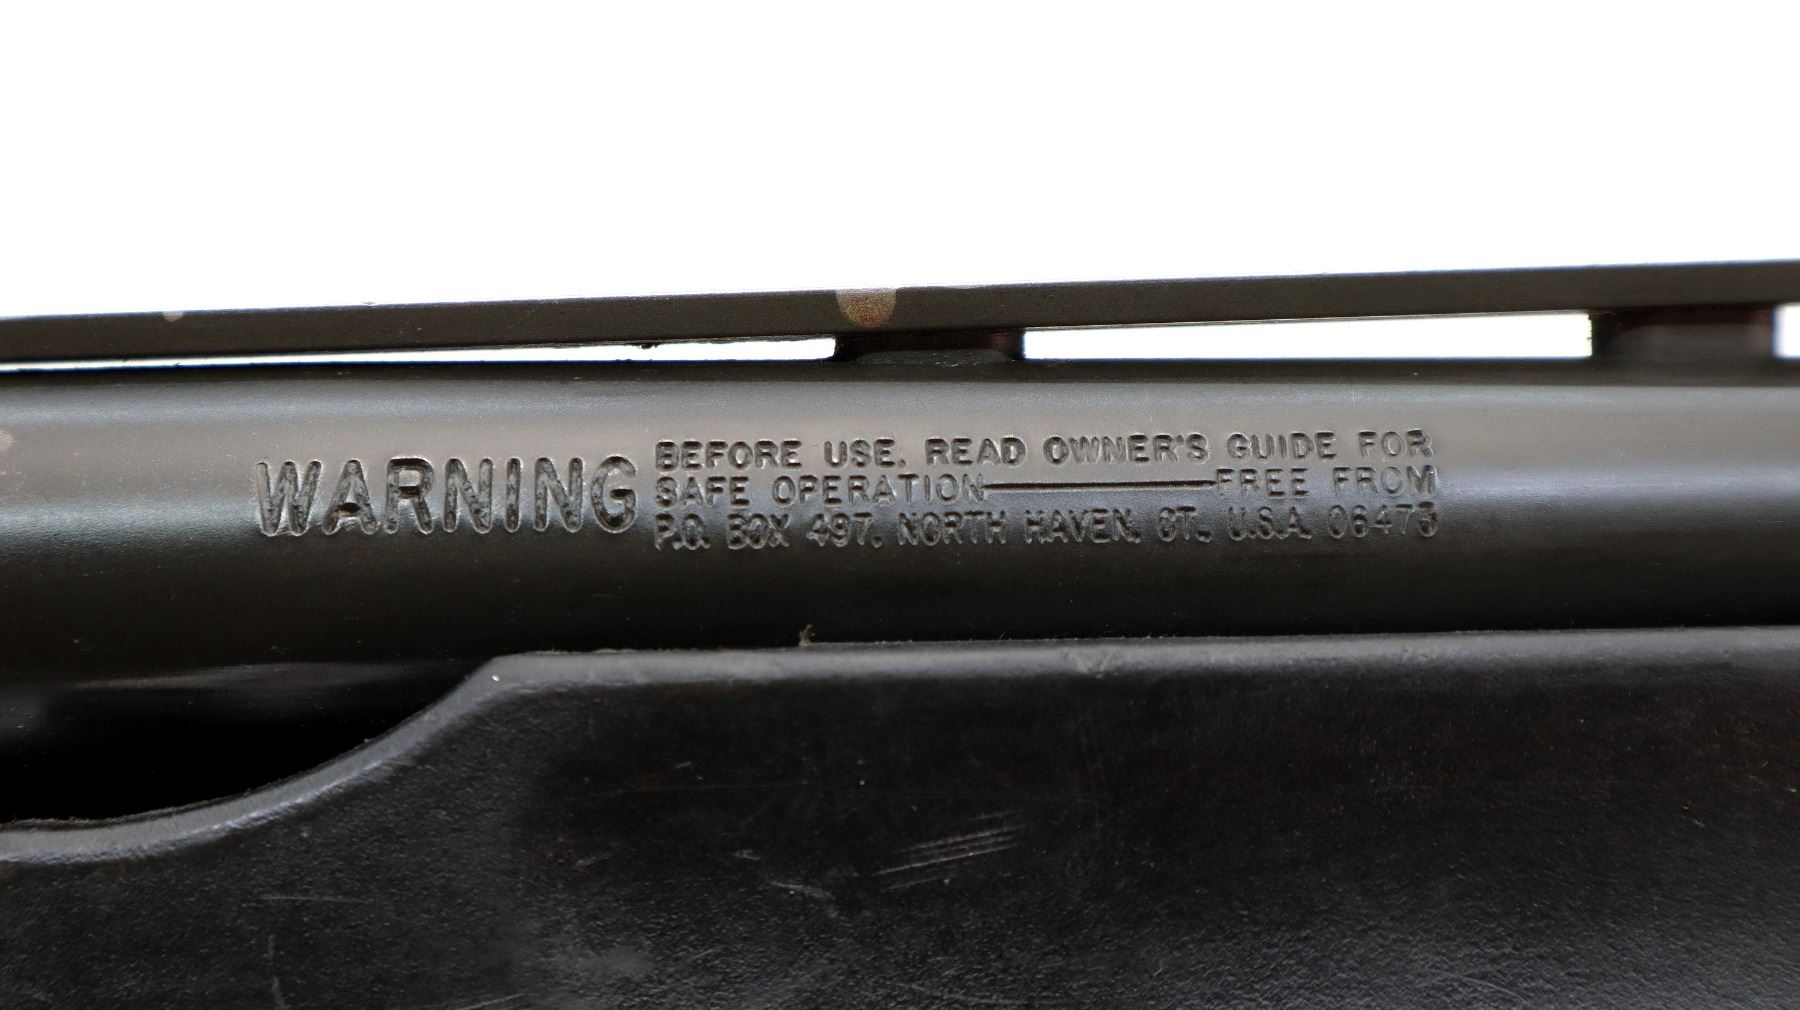 WARNING
BEFORE USE. READ OWNER'S GUIDE FOR
SAFE OPERATION———FREE FROM
P.O. BOX 497, NORTH HAVEN, CT., U.S.A. 06473